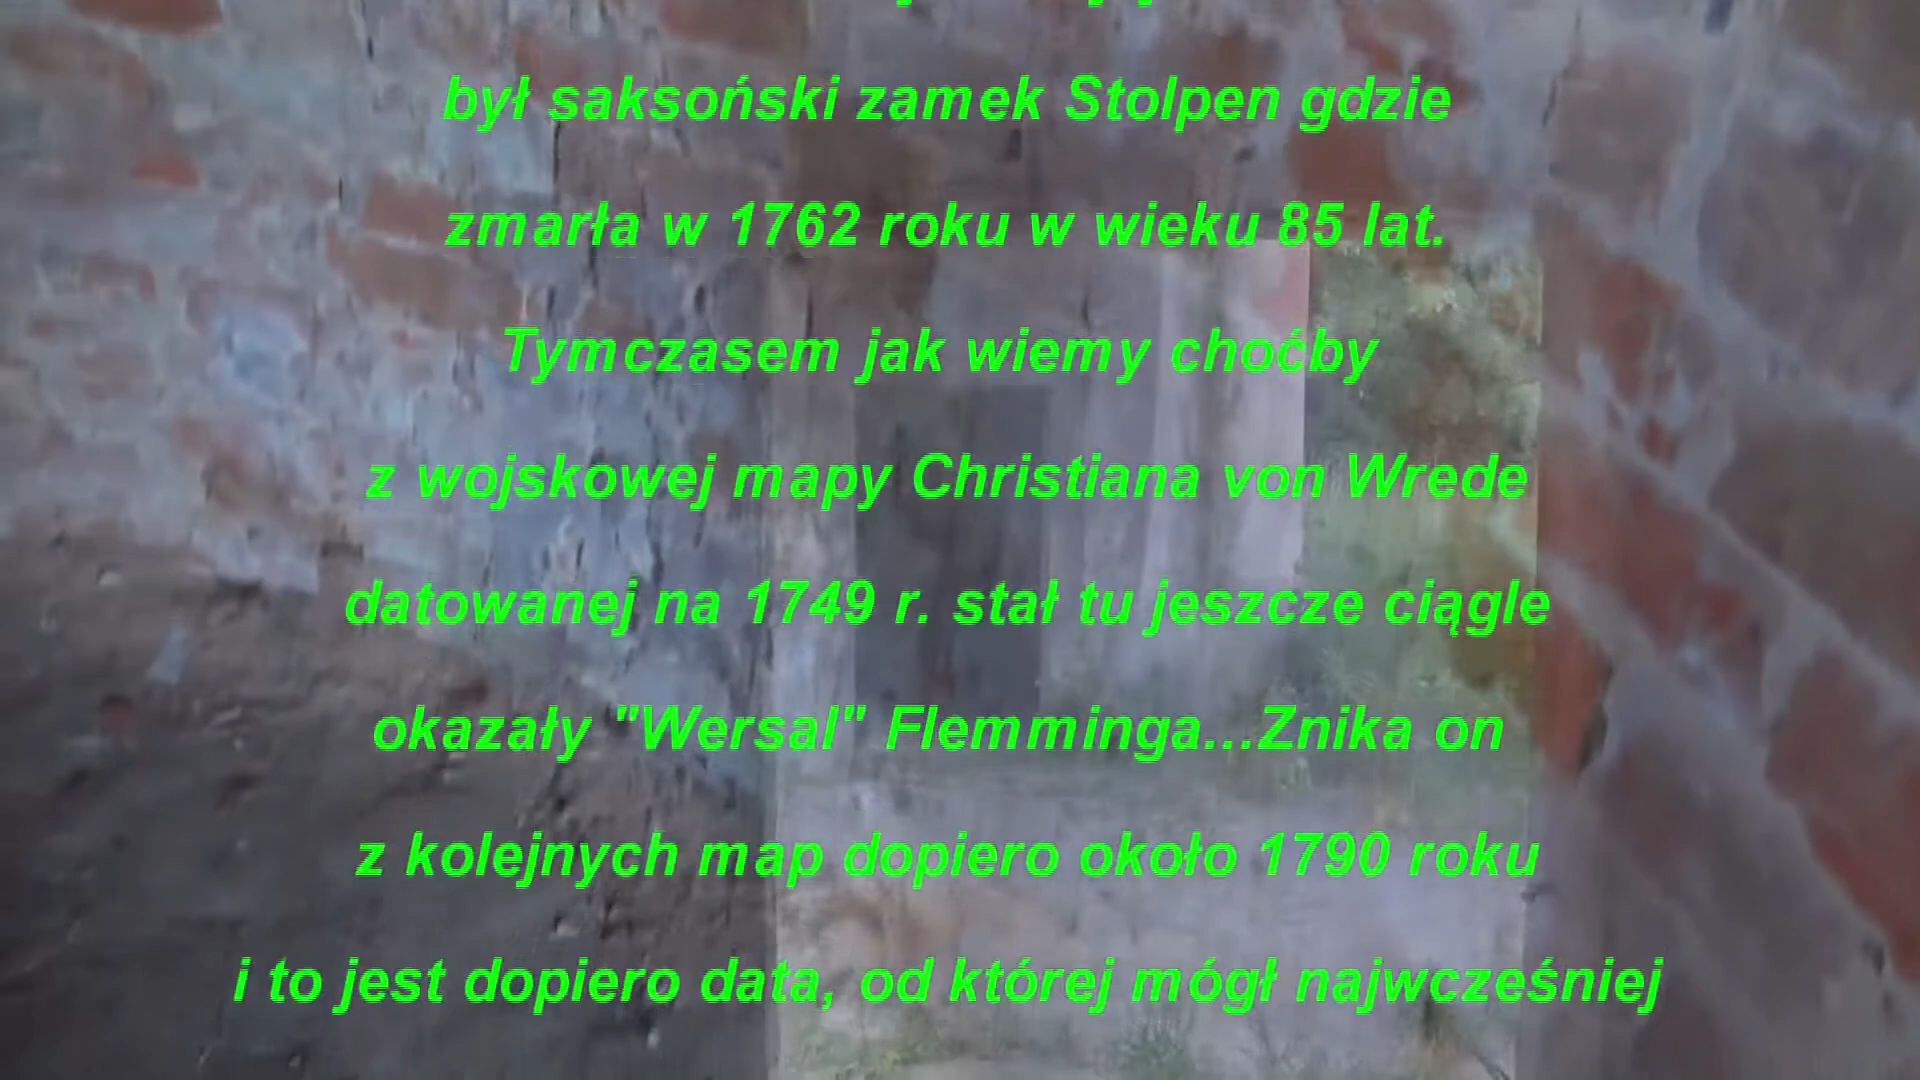 był saksoński zamek Stolpen gdzie
zmarła w 1762 roku w wieku 85 lat.
Tymczasem jak wiemy choćby
z wojskowej mapy Christiana von Wrede
datowanej na 1749 r. stał tu jeszcze ciągle
okazały "Wersal" Flemminga...Znika on
z kolejnych map dopiero około 1790 roku
i to jest dopiero data, od której mógł najwcześniej